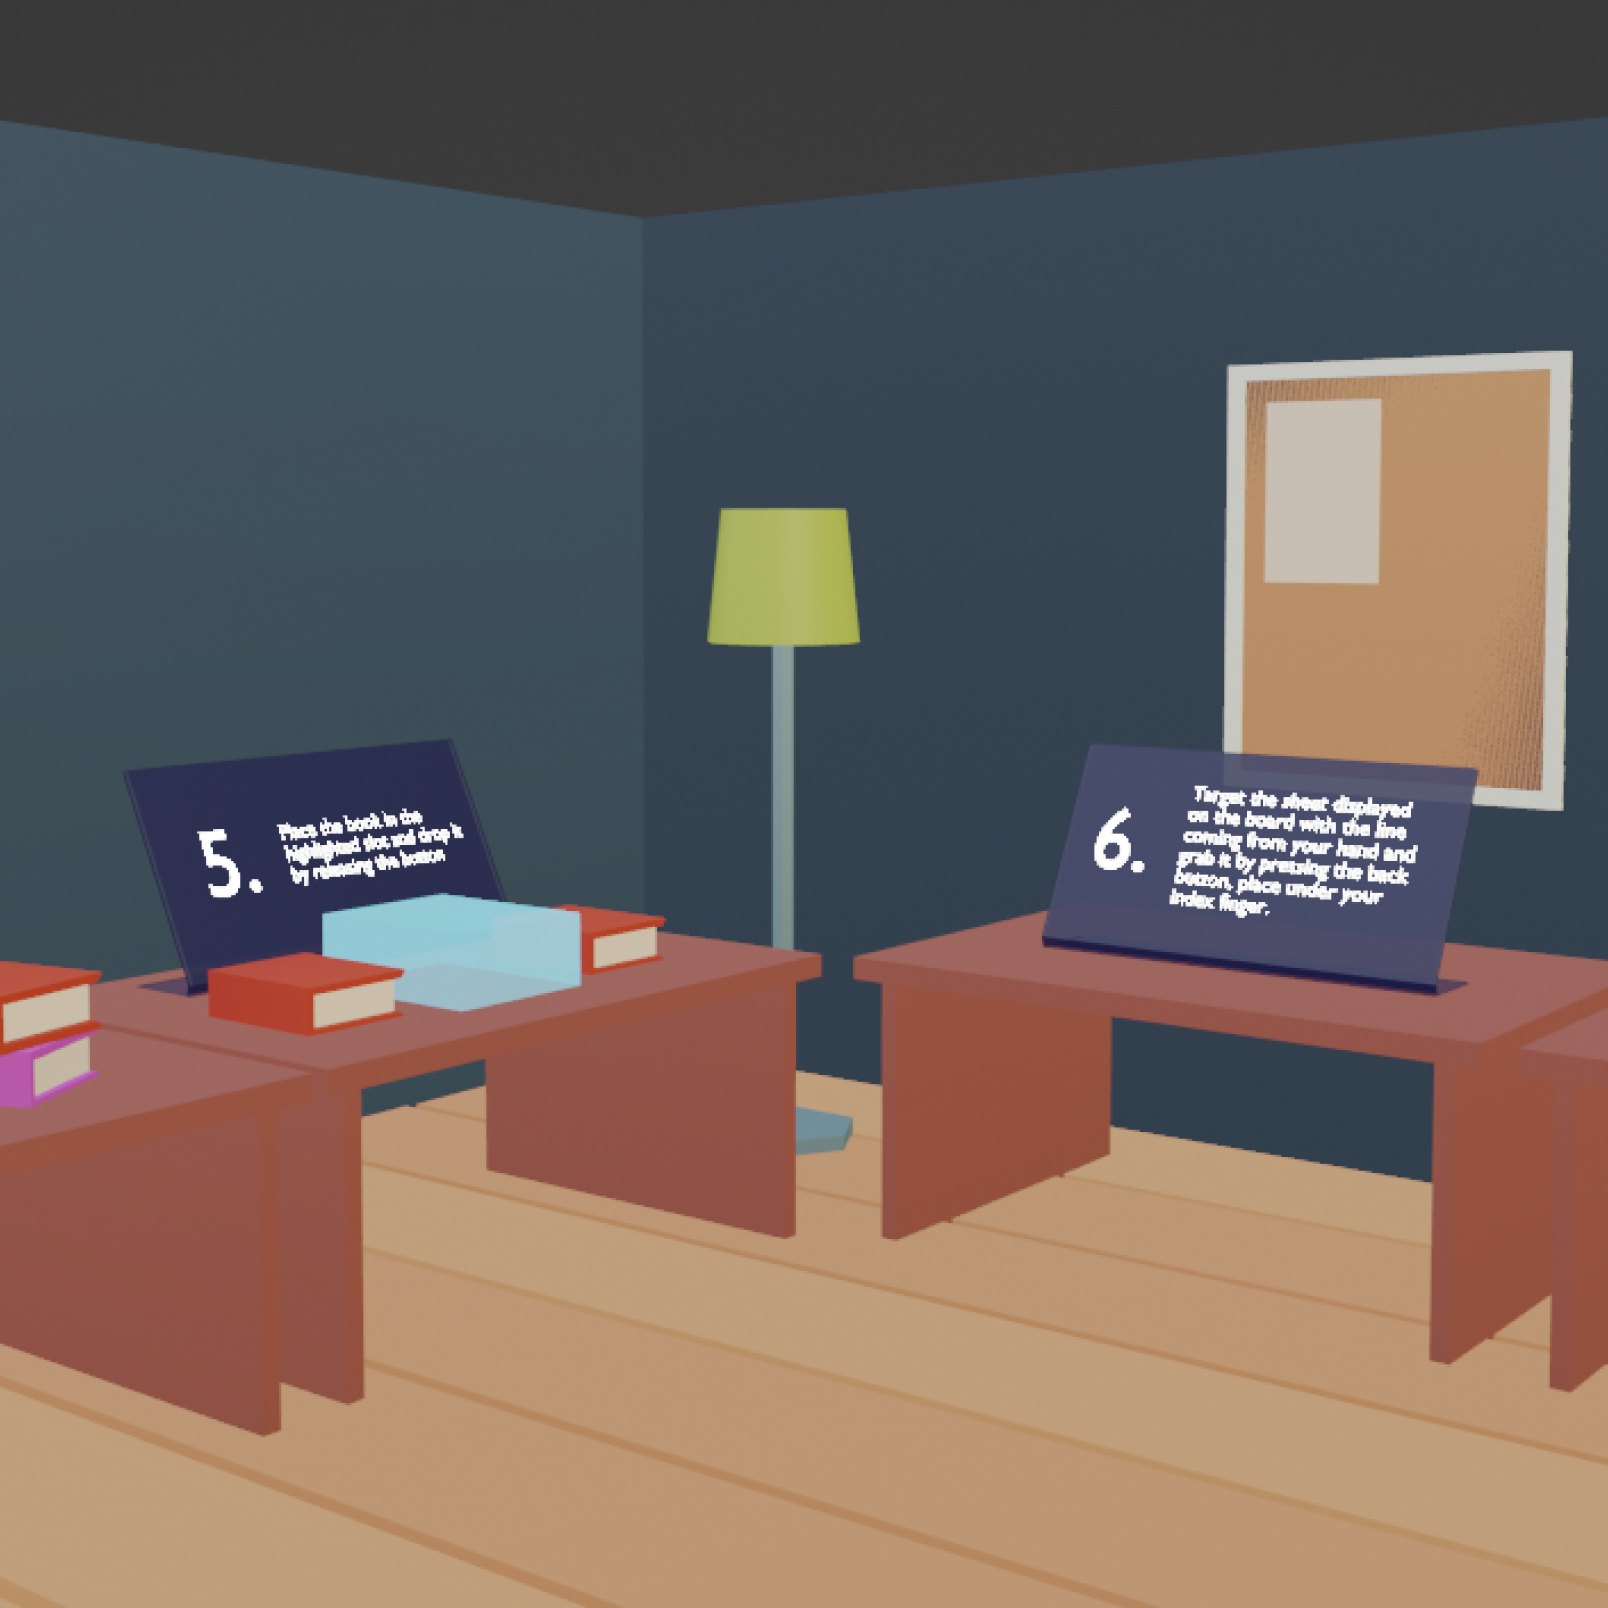 5.
Place the book in the
highlighted slot and drop it
by releasing the button
6.
Target the sheet displayed
on the board with the line
coming from your hand and
grab it by pressing the back
button, place under your
index finger.